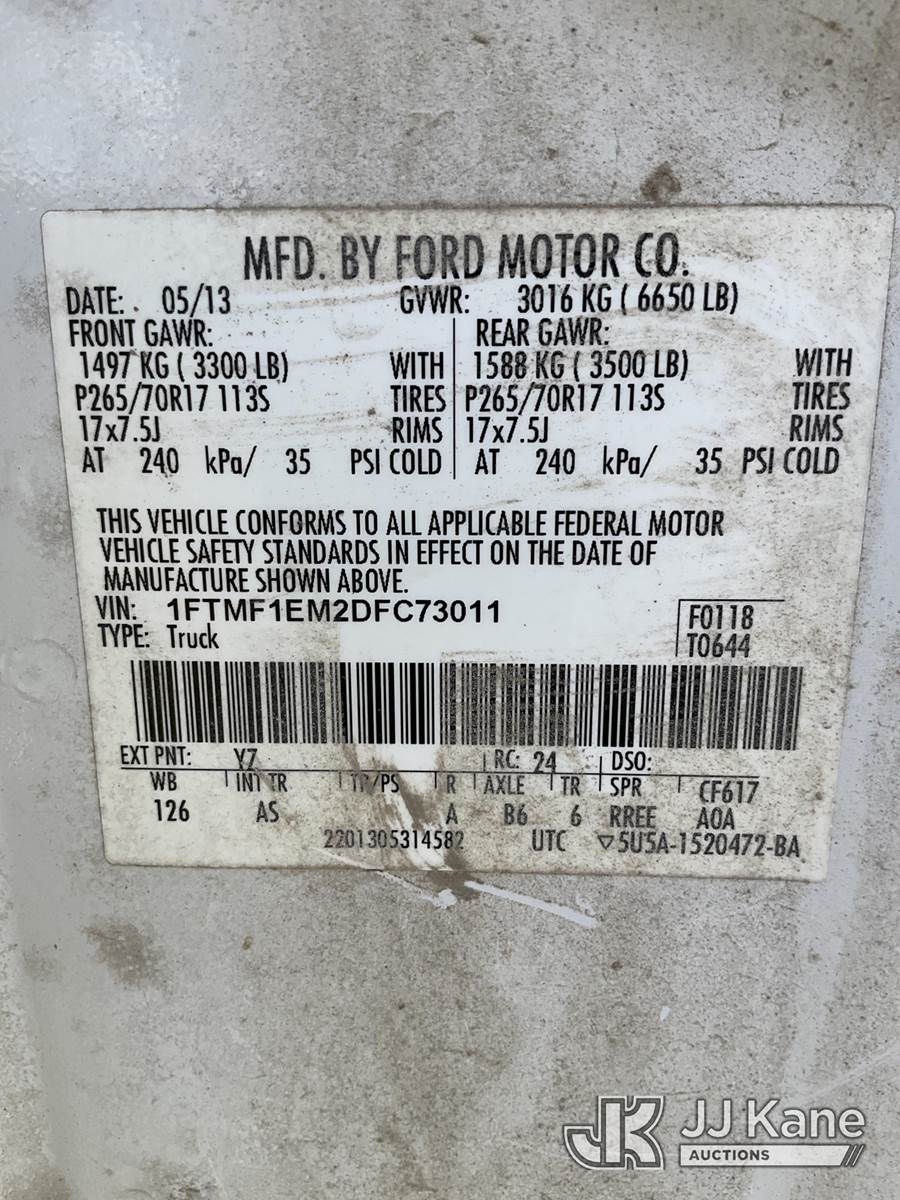 MFD. BY FORD MOTOR CO.
DATE: 05/13 GVWR: 3016 KG ( 6650 LB)
FRONT GAWR: REAR GAWR:
1497 KG ( 3300 LB) WITH 1588 KG ( 3500 LB) WITH
P265/70R17 113S TIRES P265/70R17 113S TIRES
17x7.5J RIMS 17x7.5J RIMS
AT 240 kPa/ 35 PSI COLD AT 240 kPa/ 35 PSI COLD
THIS VEHICLE CONFORMS TO ALL APPLICABLE FEDERAL MOTOR
VEHICLE SAFETY STANDARDS IN EFFECT ON THE DATE OF
MANUFACTURE SHOWN ABOVE.
VIN: 1FTMF1EM2DFC73011 F0118
TYPE: Truck T0644
EXT PNT: YZ RC: 24 DSO:
WB INT TR TP/PS R AXLE TR SPR CF617
126 AS A B6 6 RREE A0A
2201305314582 UTC ▽5U5A-1520472-BA
JK JJ Kane
AUCTIONS